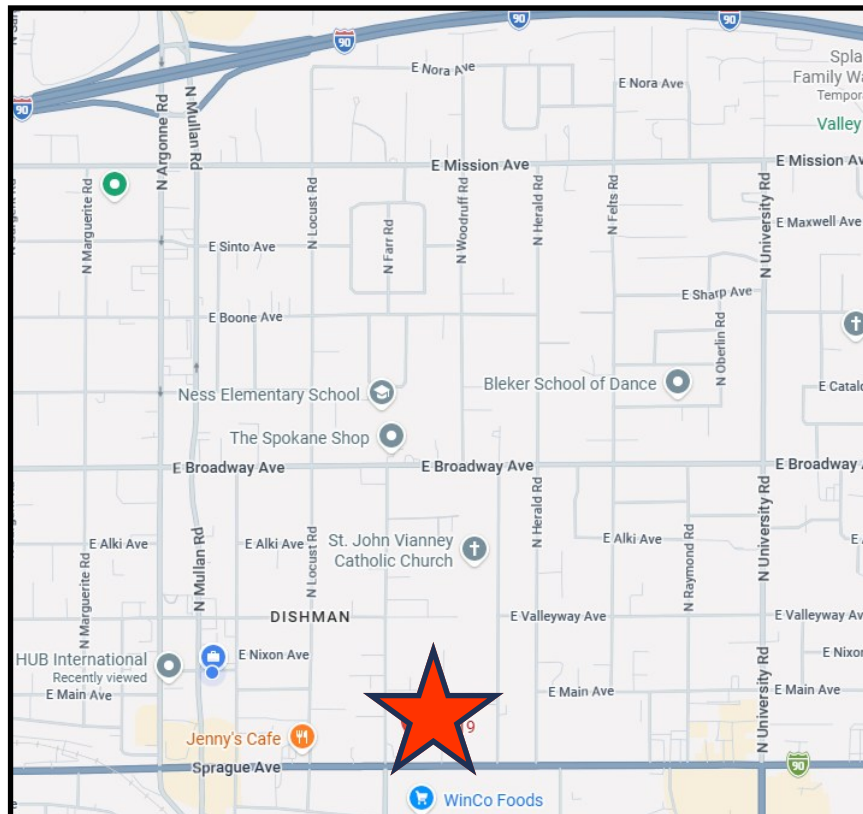 90
90
90
90
E Nora Ave
E Nora Ave
Spla
Family Wa
Tempora
Valley
N Argonne Rd
N Mullan Rd
E Mission Ave
E Mission Av
N Marguerite Rd
N Locust Rd
N Farr Rd
N Woodruff Rd
N Herald Rd
N Felts Rd
N University Rd
E Maxwell Ave
E Sinto Ave
E Sharp Ave
E Boone Ave
N Oberlin Rd
Ness Elementary School
Bleker School of Dance
E Catald
The Spokane Shop
E Broadway Ave
E Broadway Ave
E Broadway A
N Marguerite Rd
N Mullan Rd
E Alki Ave
E Alki Ave
N Locust Rd
St. John Vianney
Catholic Church
N Herald Rd
E Alki Ave
N Raymond Rd
N University Rd
DISHMAN
E Valleyway Ave
E Valleyway Ave
HUB International
Recently viewed
E Nixon Ave
E Nixon
E Main Ave
E Main Ave
E Main Ave
N University Rd
9
Jenny's Cafe
Sprague Ave
90
WinCo Foods